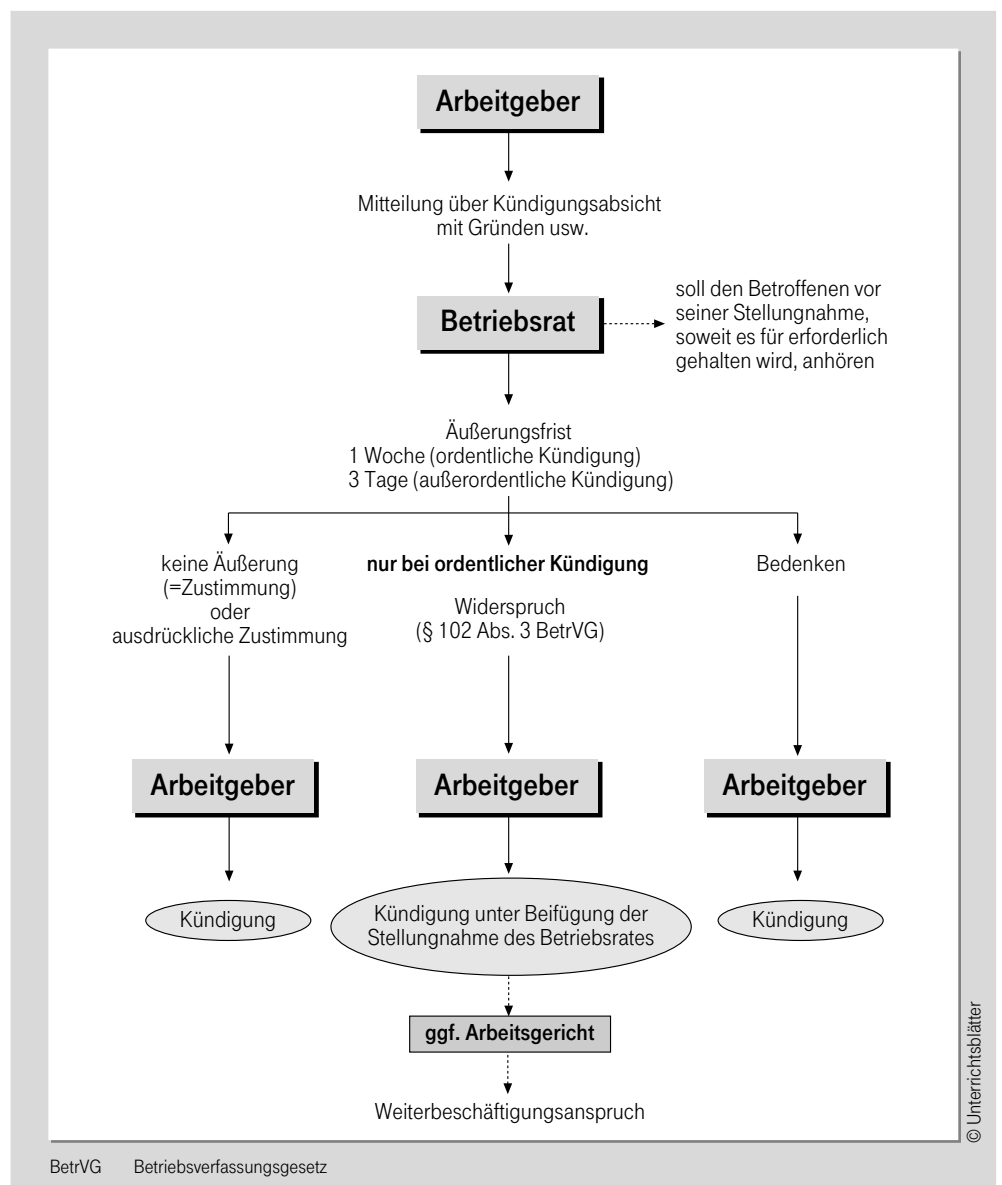 Arbeitgeber
Mitteilung über Kündigungsabsicht
mit Gründen usw.
Betriebsrat
soll den Betroffenen vor
seiner Stellungnahme,
soweit es für erforderlich
gehalten wird, anhören
Äußerungsfrist
1 Woche (ordentliche Kündigung)
3 Tage (außerordentliche Kündigung)
keine Äußerung
(=Zustimmung)
oder
ausdrückliche Zustimmung
nur bei ordentlicher Kündigung
Widerspruch
(§ 102 Abs. 3 BetrVG)
Bedenken
Arbeitgeber
Arbeitgeber
Arbeitgeber
Kündigung
Kündigung unter Beifügung der
Stellungnahme des Betriebsrates
Kündigung
ggf. Arbeitsgericht
Weiterbeschäftigungsanspruch
© Unterrichtsblätter
BetrVG Betriebsverfassungsgesetz